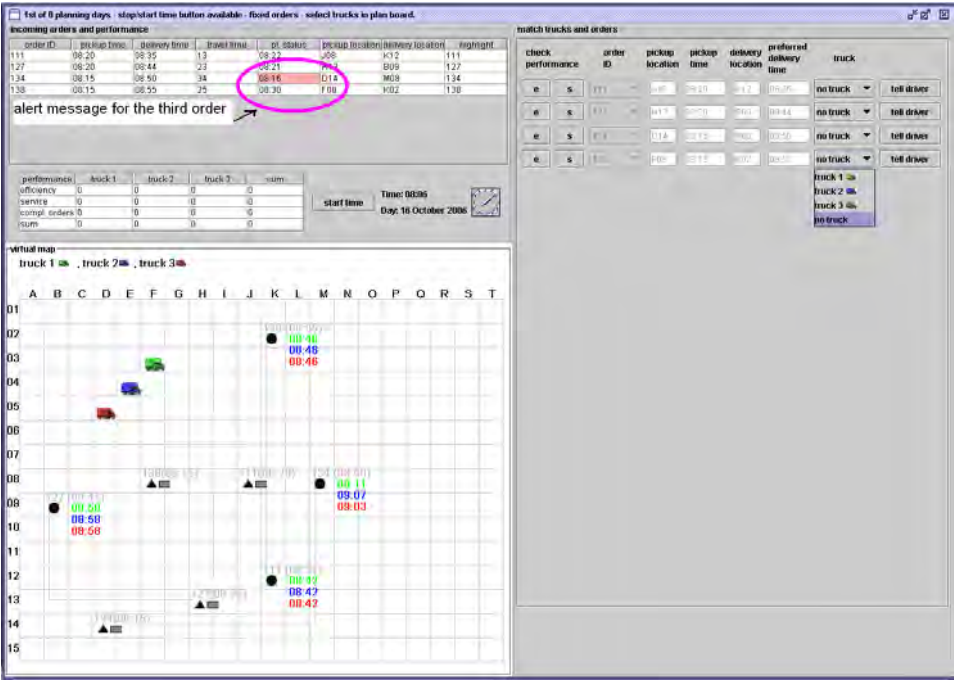 1st of 8 planning days - stop/start time button available - fixed orders - select trucks in plan board.
incoming orders and performance
order ID pickup time delivery time travel time pt. status pickup location delivery location highlight
111 08:20 08:35 13 08:22 J08 K12 111
127 08:20 08:44 23 08:21 B09 127
134 08:15 08:50 34 08:16 D14 M08 134
138 08:15 08:55 25 08:30 F08 K02 138
alert message for the third order
performance truck 1 truck 2 truck 3 sum
efficiency 0 0 0 0
service 0 0 0 0
compl. orders 0 0 0 0
sum 0 0 0 0
start time
Time: 08:06
Day: 16 October 2006
virtual map
truck 1 , truck 2 , truck 3
A B C D E F G H I J K L M N O P Q R S T
01
02
08:46
08:48
08:46
03
04
05
06
07
08
09:07
09:03
09
08:58
10
08:58
11
12
13
08:42
08:42
14
15
match trucks and orders
check performance order ID pickup location pickup time delivery location preferred delivery time truck
e s no truck tell driver
e s no truck tell driver
e s no truck tell driver
e s no truck tell driver
truck 1
truck 2
truck 3
no truck